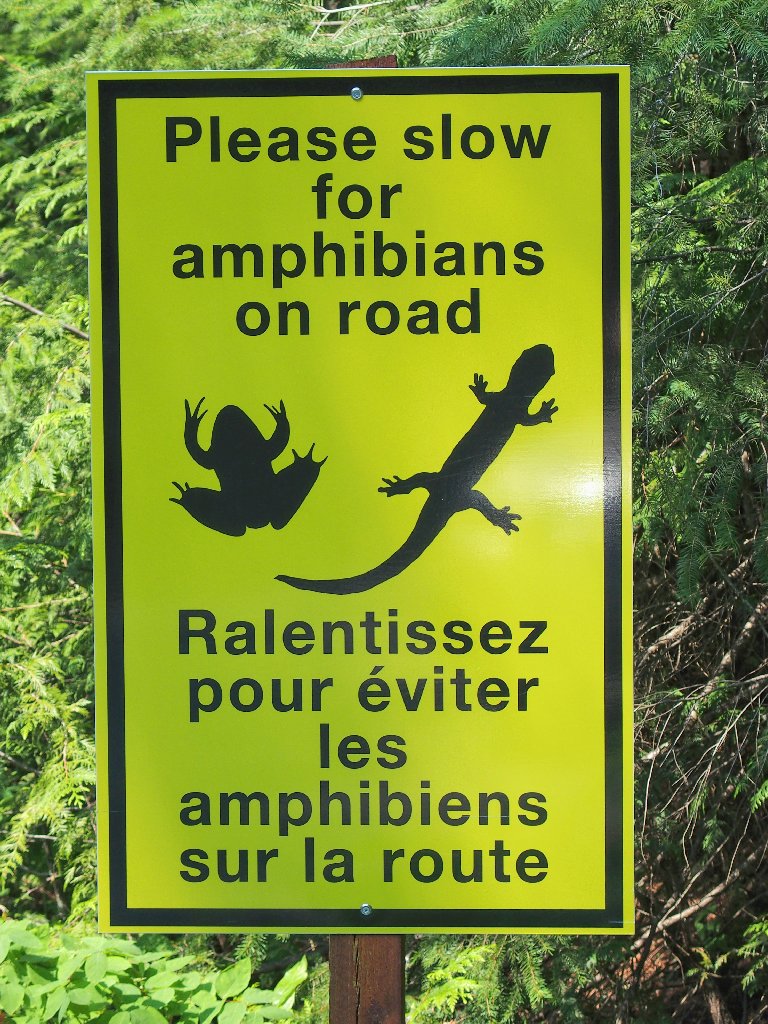 Please slow
for
amphibians
on road
Ralentissez
pour éviter
les
amphibiens
sur la route